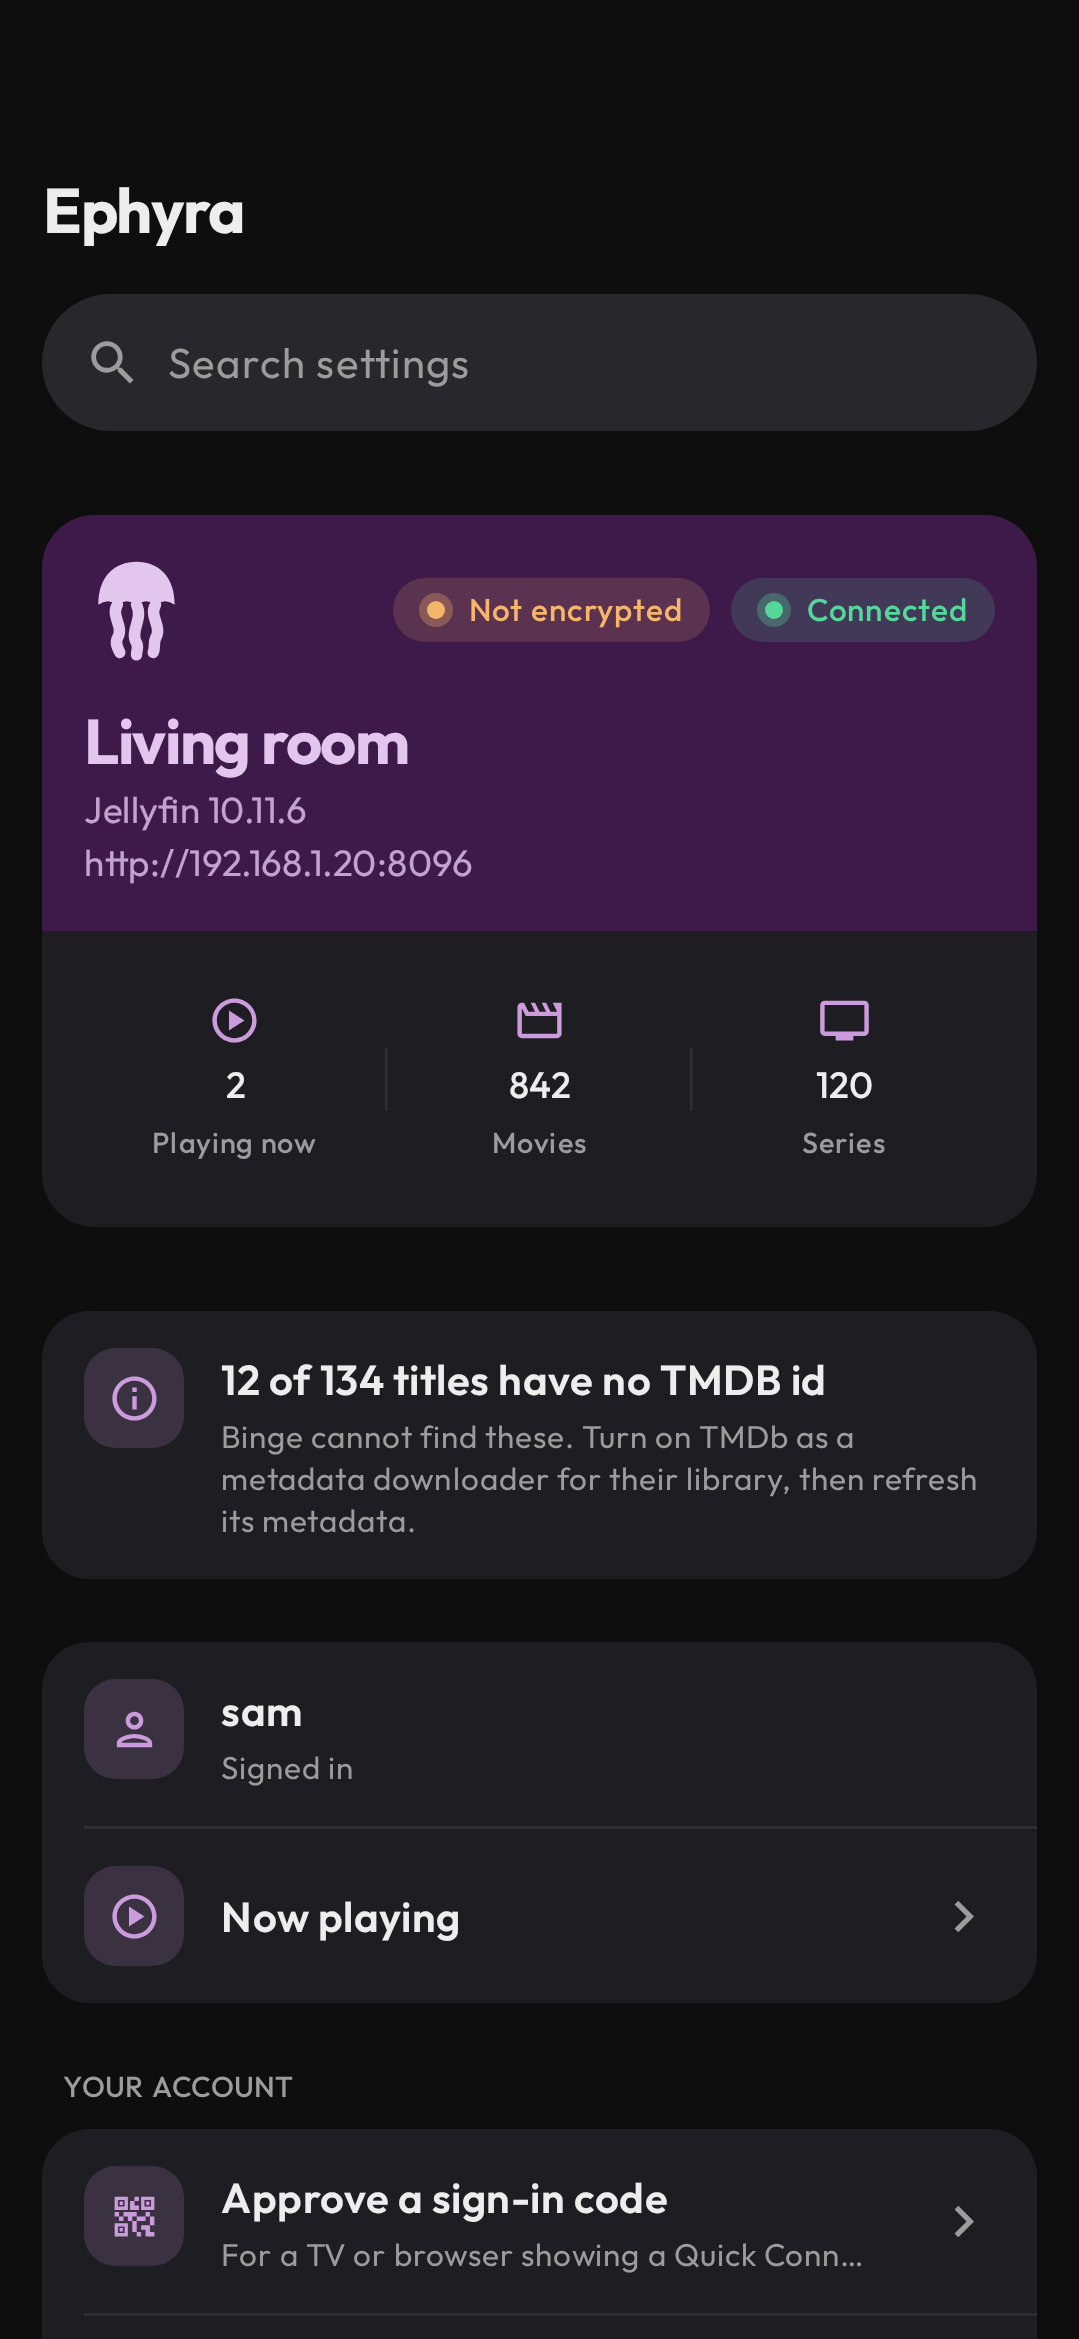 Ephyra
Search settings
Not encrypted
Connected
Living room
Jellyfin 10.11.6
http://192.168.1.20:8096
2
842
120
Playing now
Movies
Series
12 of 134 titles have no TMDB id
Binge cannot find these. Turn on TMDb as a
metadata downloader for their library, then refresh
its metadata.
sam
Signed in
Now playing
YOUR ACCOUNT
Approve a sign-in code
For a TV or browser showing a Quick Conn...